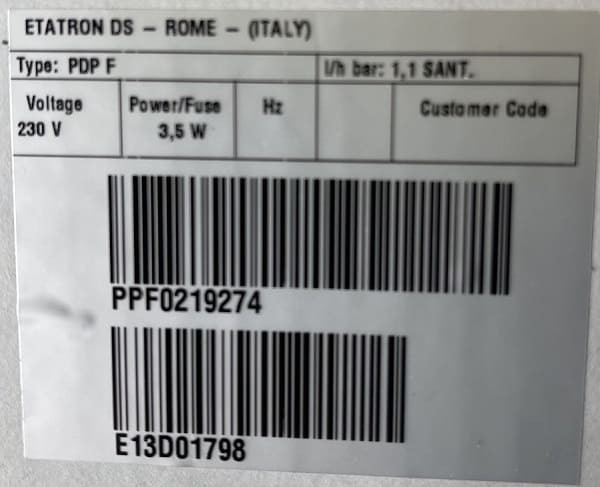 ETATRON DS – ROME – (ITALY)
Type: PDP F l/h bar: 1,1 SANT.
Voltage Power/Fuse Hz Customer Code
230 V 3,5 W
PPF0219274
E13D01798